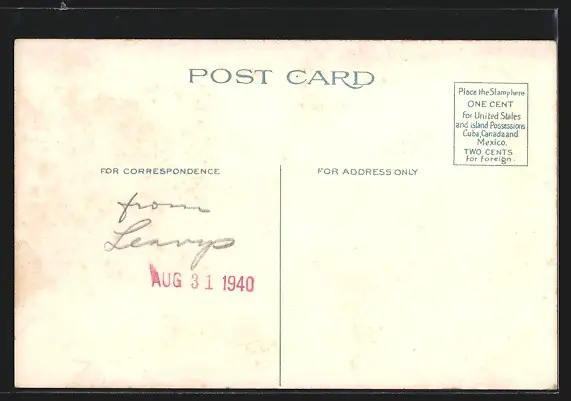 POST CARD
Place the Stamp here
ONE CENT
for United States
and island Possessions
Cuba, Canada and
Mexico.
TWO CENTS
For foreign.
FOR CORRESPONDENCE
FOR ADDRESS ONLY
from
AUG 31 1940